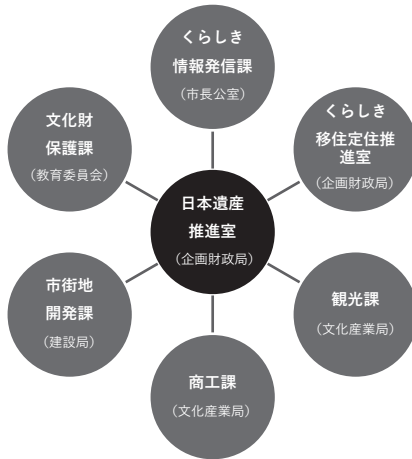 くらしき
情報発信課
（市長公室）
くらしき
移住定住推
進室
（企画財政局）
文化財
保護課
（教育委員会）
日本遺産
推進室
（企画財政局）
市街地
開発課
（建設局）
観光課
（文化産業局）
商工課
（文化産業局）